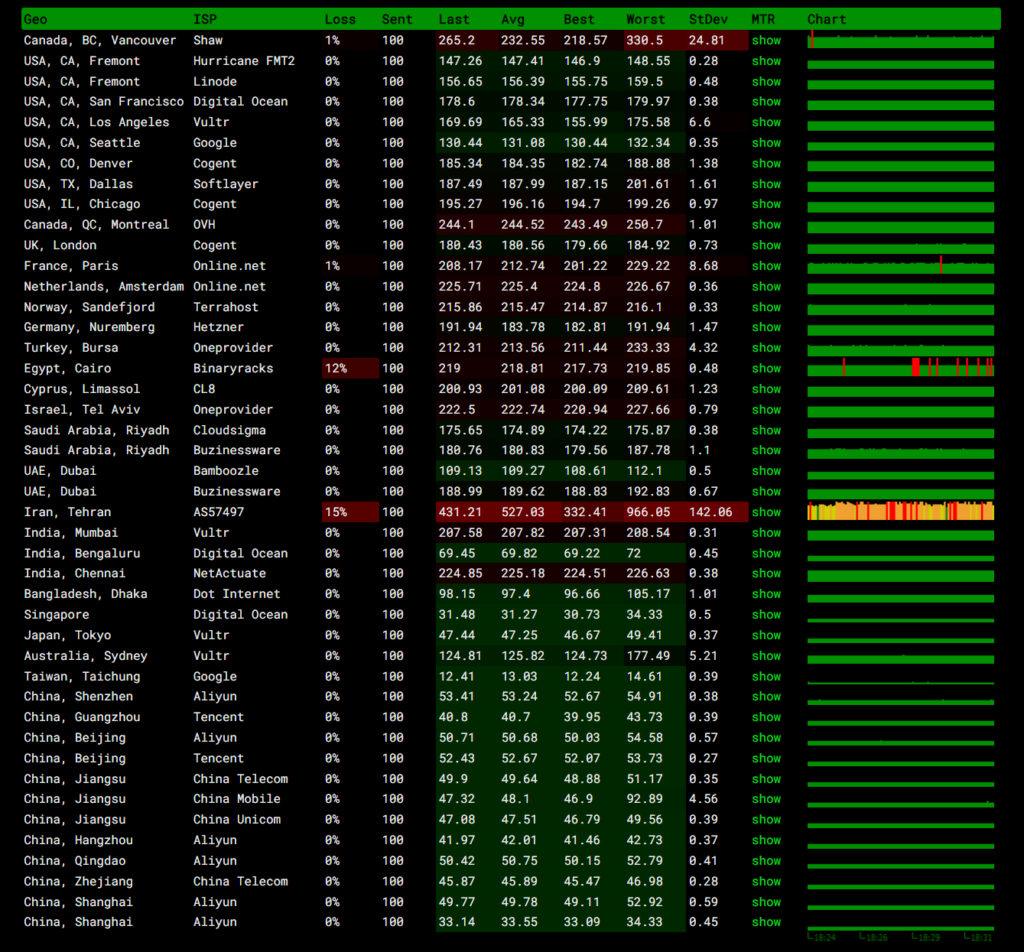 Geo ISP Loss Sent Last Avg Best Worst StDev MTR Chart
Canada, BC, Vancouver Shaw 1% 100 265.2 232.55 218.57 330.5 24.81 show
USA, CA, Fremont Hurricane FMT2 0% 100 147.26 147.41 146.9 148.55 0.28 show
USA, CA, Fremont Linode 0% 100 156.65 156.39 155.75 159.5 0.48 show
USA, CA, San Francisco Digital Ocean 0% 100 178.6 178.34 177.75 179.97 0.38 show
USA, CA, Los Angeles Vultr 0% 100 169.69 165.33 155.99 175.58 6.6 show
USA, CA, Seattle Google 0% 100 130.44 131.08 130.44 132.34 0.35 show
USA, CO, Denver Cogent 0% 100 185.34 184.35 182.74 188.88 1.38 show
USA, TX, Dallas Softlayer 0% 100 187.49 187.99 187.15 201.61 1.61 show
USA, IL, Chicago Cogent 0% 100 195.27 196.16 194.7 199.26 0.97 show
Canada, QC, Montreal OVH 0% 100 244.1 244.52 243.49 250.7 1.01 show
UK, London Cogent 0% 100 180.43 180.56 179.66 184.92 0.73 show
France, Paris Online.net 1% 100 208.17 212.74 201.22 229.22 8.68 show
Netherlands, Amsterdam Online.net 0% 100 225.71 225.4 224.8 226.67 0.36 show
Norway, Sandefjord Terrahost 0% 100 215.86 215.47 214.87 216.1 0.33 show
Germany, Nuremberg Hetzner 0% 100 191.94 183.78 182.81 191.94 1.47 show
Turkey, Bursa Oneprovider 0% 100 212.31 213.56 211.44 233.33 4.32 show
Egypt, Cairo Binaryracks 12% 100 219 218.81 217.73 219.85 0.48 show
Cyprus, Limassol CL8 0% 100 200.93 201.08 200.09 209.61 1.23 show
Israel, Tel Aviv Oneprovider 0% 100 222.5 222.74 220.94 227.66 0.79 show
Saudi Arabia, Riyadh Cloudsigma 0% 100 175.65 174.89 174.22 175.87 0.38 show
Saudi Arabia, Riyadh Buzinessware 0% 100 180.76 180.83 179.56 187.78 1.1 show
UAE, Dubai Bamboozle 0% 100 109.13 109.27 108.61 112.1 0.5 show
UAE, Dubai Buzinessware 0% 100 188.99 189.62 188.83 192.83 0.67 show
Iran, Tehran AS57497 15% 100 431.21 527.03 332.41 966.05 142.06 show
India, Mumbai Vultr 0% 100 207.58 207.82 207.31 208.54 0.31 show
India, Bengaluru Digital Ocean 0% 100 69.45 69.82 69.22 72 0.45 show
India, Chennai NetActuate 0% 100 224.85 225.18 224.51 226.63 0.38 show
Bangladesh, Dhaka Dot Internet 0% 100 98.15 97.4 96.66 105.17 1.01 show
Singapore Digital Ocean 0% 100 31.48 31.27 30.73 34.33 0.5 show
Japan, Tokyo Vultr 0% 100 47.44 47.25 46.67 49.41 0.37 show
Australia, Sydney Vultr 0% 100 124.81 125.82 124.73 177.49 5.21 show
Taiwan, Taichung Google 0% 100 12.41 13.03 12.24 14.61 0.39 show
China, Shenzhen Aliyun 0% 100 53.41 53.24 52.67 54.91 0.38 show
China, Guangzhou Tencent 0% 100 40.8 40.7 39.95 43.73 0.39 show
China, Beijing Aliyun 0% 100 50.71 50.68 50.03 54.58 0.57 show
China, Beijing Tencent 0% 100 52.43 52.67 52.07 53.73 0.27 show
China, Jiangsu China Telecom 0% 100 49.9 49.64 48.88 51.17 0.35 show
China, Jiangsu China Mobile 0% 100 47.32 48.1 46.9 92.89 4.56 show
China, Jiangsu China Unicom 0% 100 47.08 47.51 46.79 49.56 0.39 show
China, Hangzhou Aliyun 0% 100 41.97 42.01 41.46 42.73 0.37 show
China, Qingdao Aliyun 0% 100 50.42 50.75 50.15 52.79 0.41 show
China, Zhejiang China Telecom 0% 100 45.87 45.89 45.47 46.98 0.28 show
China, Shanghai Aliyun 0% 100 49.77 49.78 49.11 52.92 0.59 show
China, Shanghai Aliyun 0% 100 33.14 33.55 33.09 34.33 0.45 show
18:24 18:26 18:29 18:31